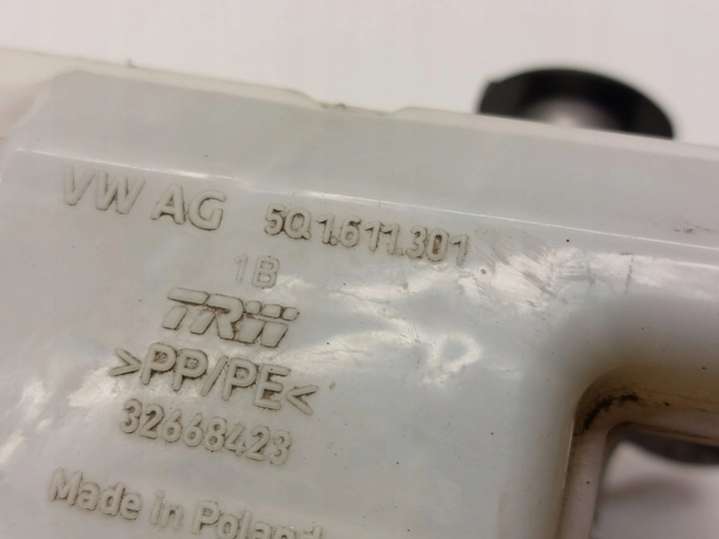 VW AG 5Q1.611.301
1B
TRW
>PP/PE<
32668423
Made in Poland